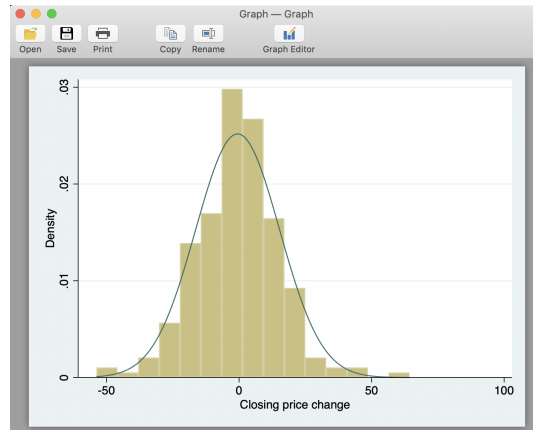 Graph — Graph
Open Save Print Copy Rename Graph Editor
.03
.02
Density
.01
0
-50 0 50 100
Closing price change